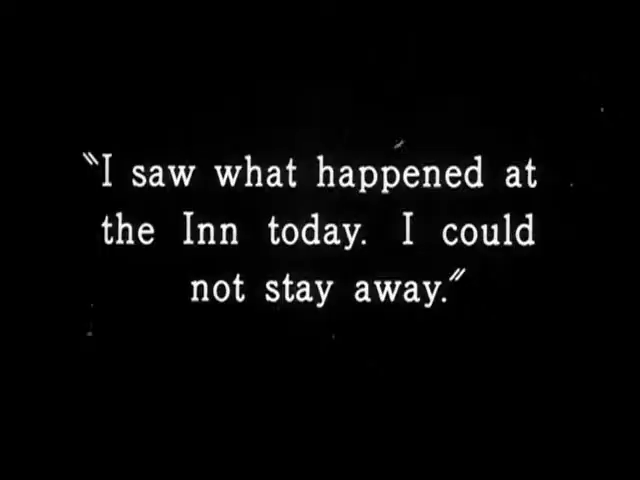 "I saw what happened at
the Inn today. I could
not stay away."